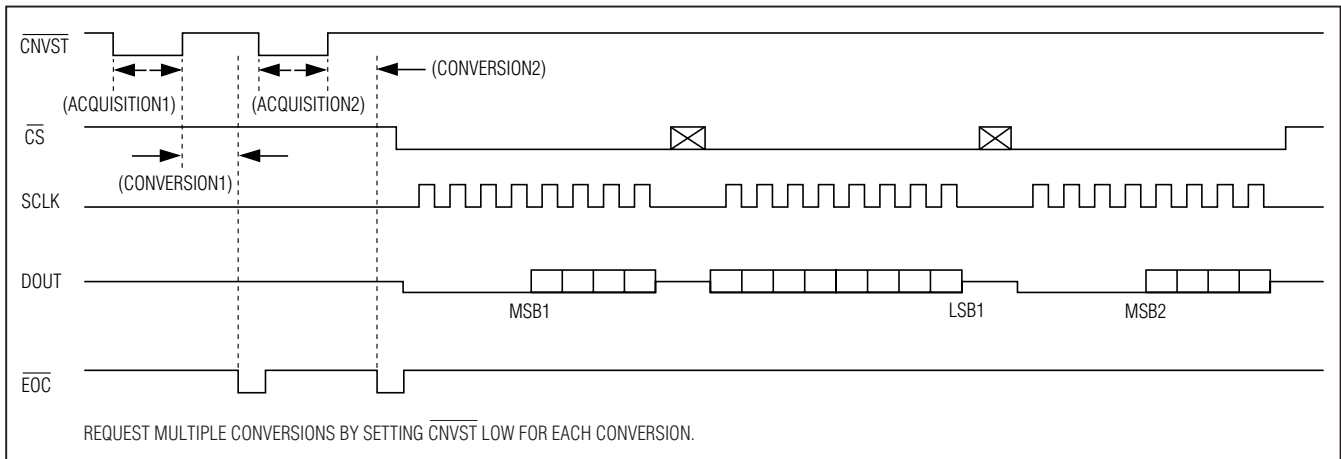 CNVST
(CONVERSION2)
(ACQUISITION1) (ACQUISITION2)
CS
(CONVERSION1)
SCLK
DOUT
MSB1 LSB1 MSB2
EOC
REQUEST MULTIPLE CONVERSIONS BY SETTING CNVST LOW FOR EACH CONVERSION.